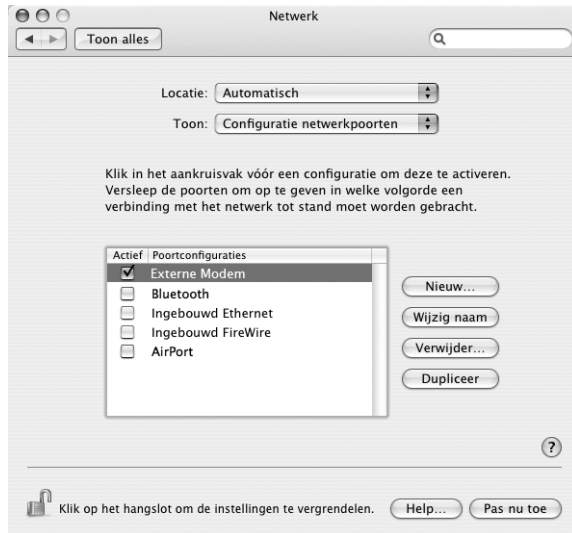 Netwerk
Toon alles
Locatie: Automatisch
Toon: Configuratie netwerkpoorten
Klik in het aankruisvak vóór een configuratie om deze te activeren.
Versleep de poorten om op te geven in welke volgorde een
verbinding met het netwerk tot stand moet worden gebracht.
Actief Poortconfiguraties
Externe Modem
Bluetooth
Ingebouwd Ethernet
Ingebouwd FireWire
AirPort
Nieuw...
Wijzig naam
Verwijder...
Dupliceer
?
Klik op het hangslot om de instellingen te vergrendelen.
Help...
Pas nu toe